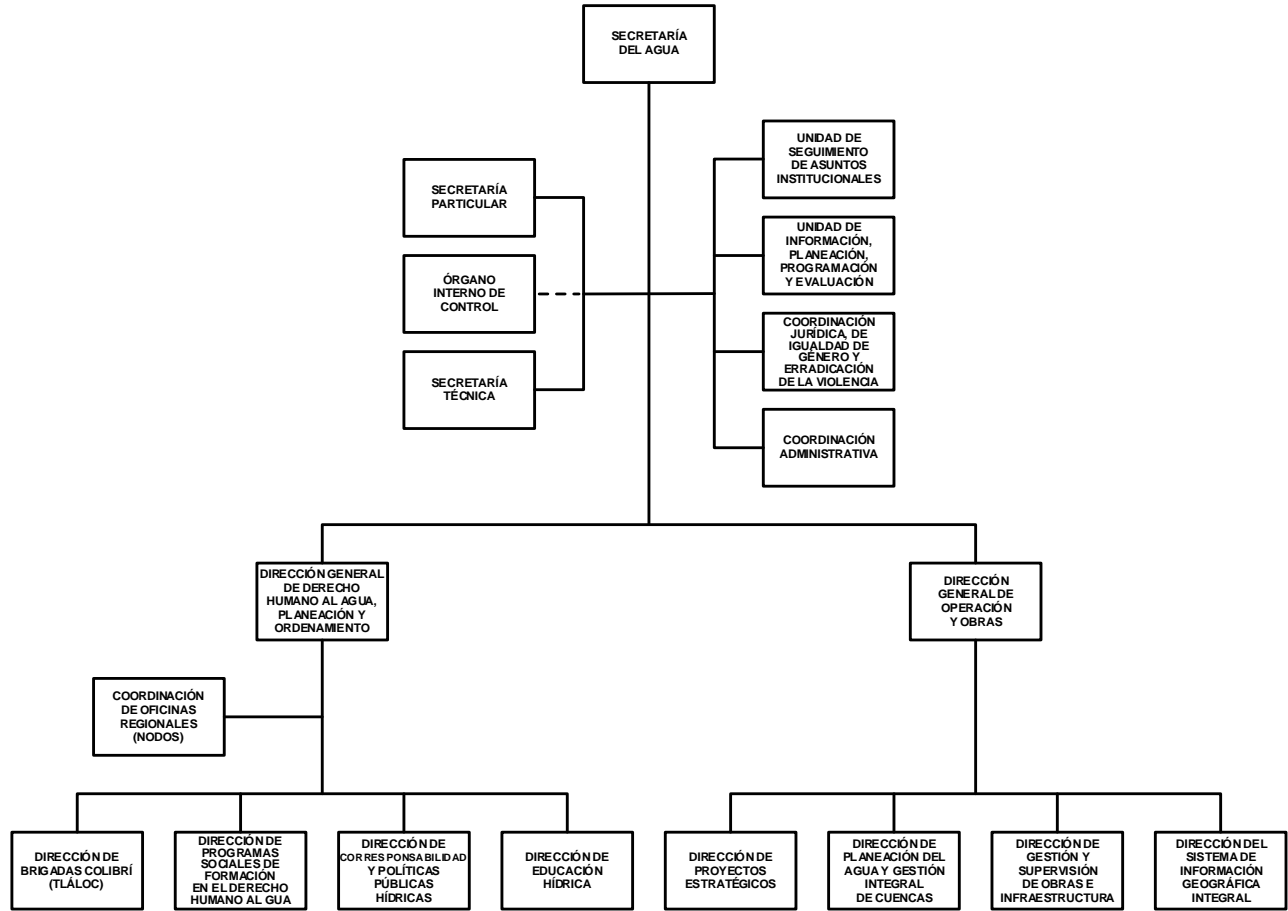 SECRETARÍA
DEL AGUA
UNIDAD DE
SEGUIMIENTO
DE ASUNTOS
INSTITUCIONALES
SECRETARÍA
PARTICULAR
UNIDAD DE
INFORMACIÓN,
PLANEACIÓN,
PROGRAMACIÓN
Y EVALUACIÓN
ÓRGANO
INTERNO DE
CONTROL
COORDINACIÓN
JURÍDICA, DE
IGUALDAD DE
GÉNERO Y
ERRADICACIÓN
DE LA VIOLENCIA
SECRETARÍA
TÉCNICA
COORDINACIÓN
ADMINISTRATIVA
DIRECCIÓN GENERAL
DE DERECHO
HUMANO AL AGUA,
PLANEACIÓN Y
ORDENAMIENTO
DIRECCIÓN
GENERAL DE
OPERACIÓN
Y OBRAS
COORDINACIÓN
DE OFICINAS
REGIONALES
(NODOS)
DIRECCIÓN DE
BRIGADAS COLIBRÍ
(TLÁLOC)
DIRECCIÓN DE
PROGRAMAS
SOCIALES DE
FORMACIÓN
EN EL DERECHO
HUMANO AL GUA
DIRECCIÓN DE
CORRESPONSABILIDAD
Y POLÍTICAS
PÚBLICAS
HÍDRICAS
DIRECCIÓN DE
EDUCACIÓN
HÍDRICA
DIRECCIÓN DE
PROYECTOS
ESTRATÉGICOS
DIRECCIÓN DE
PLANEACIÓN DEL
AGUA Y GESTIÓN
INTEGRAL
DE CUENCAS
DIRECCIÓN DE
GESTIÓN Y
SUPERVISIÓN
DE OBRAS E
INFRAESTRUCTURA
DIRECCIÓN DEL
SISTEMA DE
INFORMACIÓN
GEOGRÁFICA
INTEGRAL